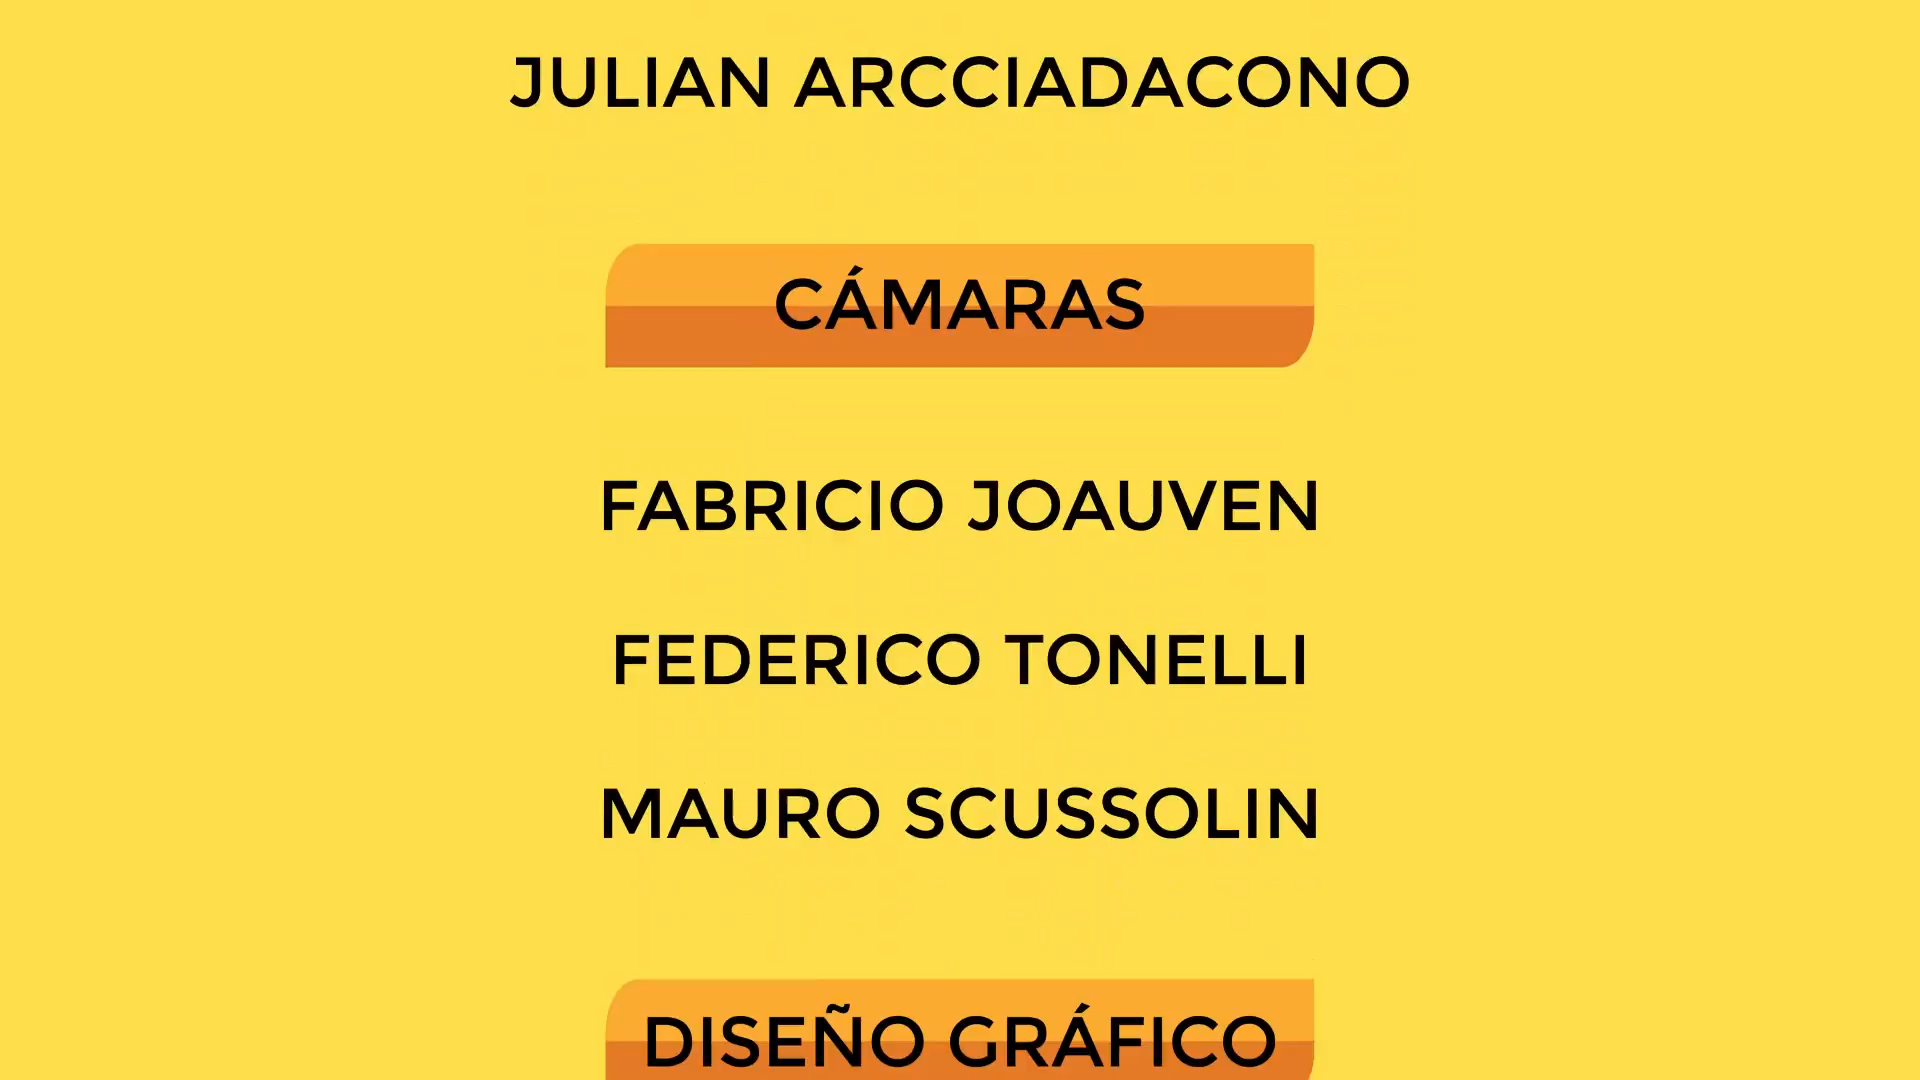 JULIAN ARCCIADACONO
CÁMARAS
FABRICIO JOAUVEN
FEDERICO TONELLI
MAURO SCUSSOLIN
DISEÑO GRÁFICO